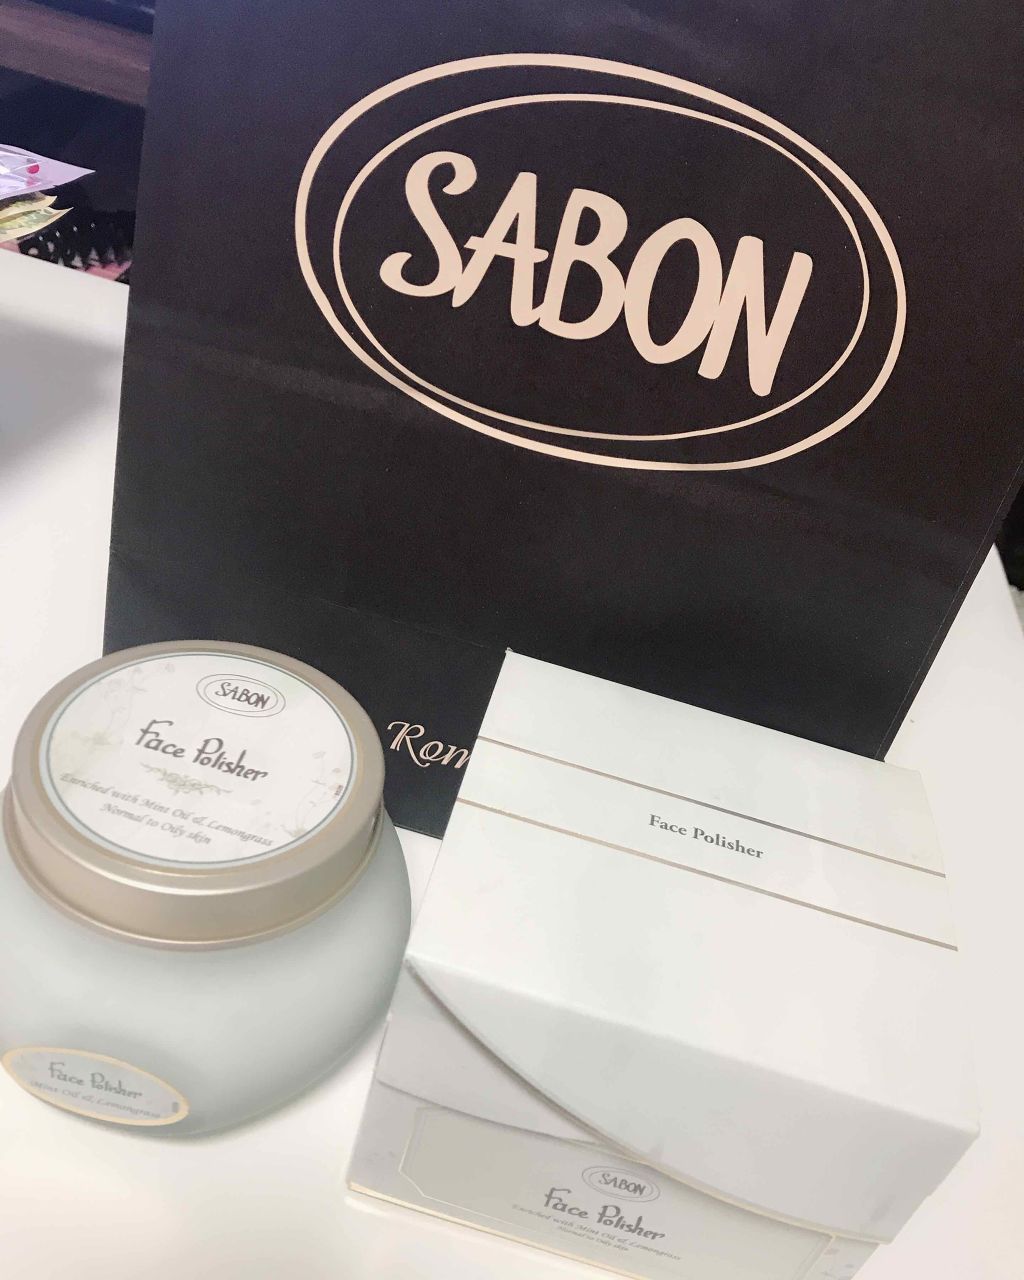 SABON
Rom
SABON
Face Polisher
Enriched with Mint Oil & Lemongrass
Normal to Oily skin
Face Polisher
Mint Oil & Lemongrass
Face Polisher
SABON
Face Polisher
Enriched with Mint Oil & Lemongrass
Normal to Oily skin